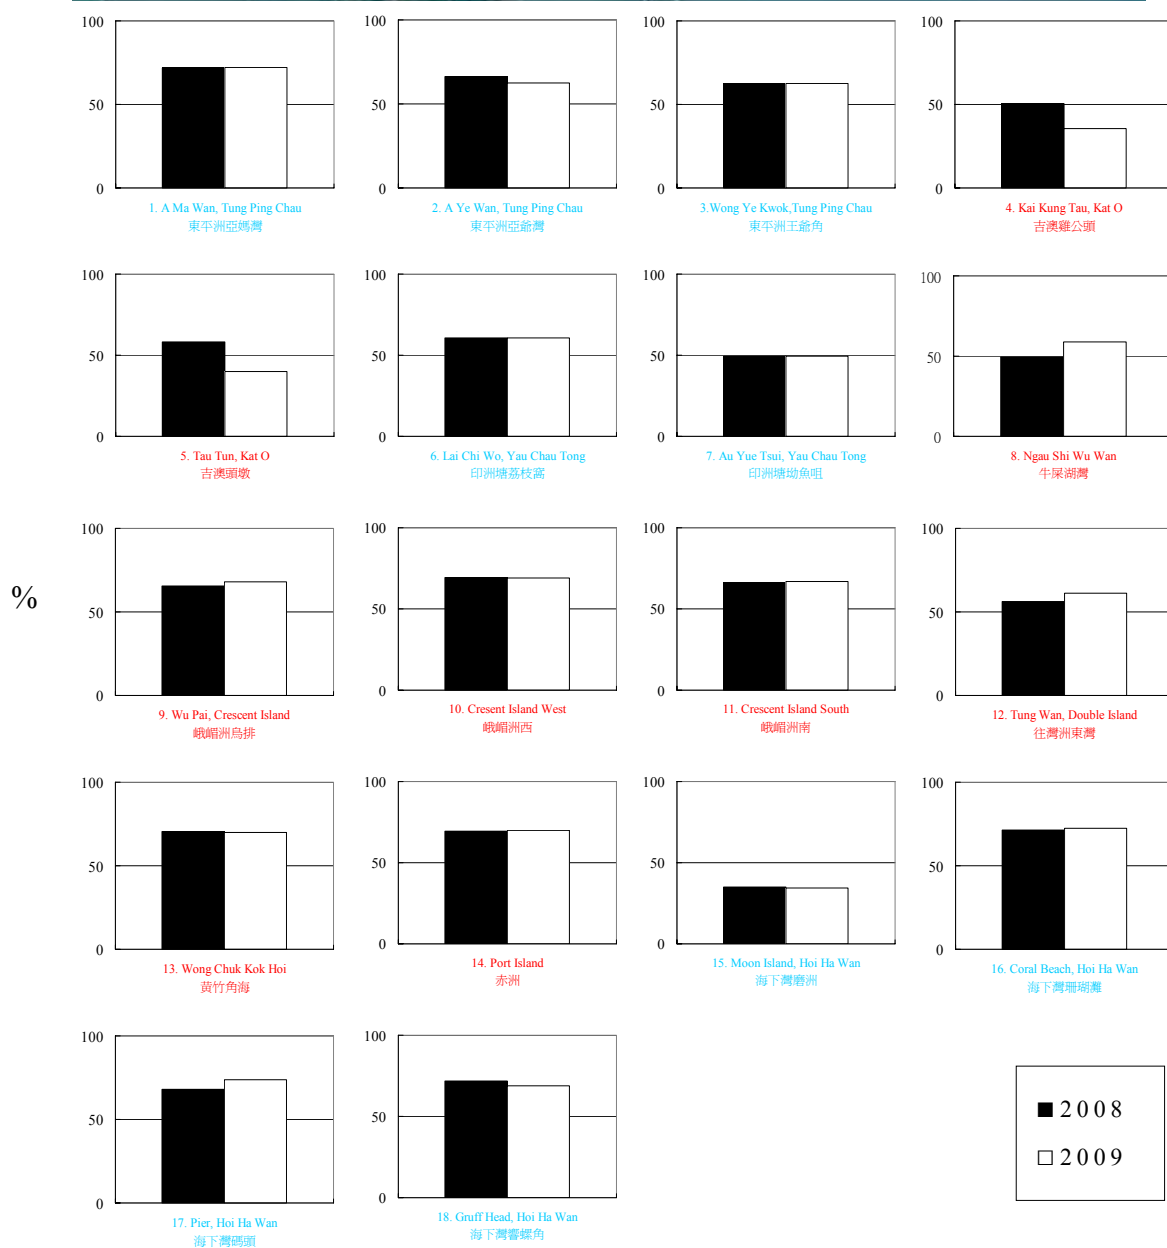 100
50
0
1. A Ma Wan, Tung Ping Chau
東平洲亞媽灣
100
50
0
2. A Ye Wan, Tung Ping Chau
東平洲亞爺灣
100
50
0
3.Wong Ye Kwok,Tung Ping Chau
東平洲王爺角
100
50
0
4. Kai Kung Tau, Kat O
吉澳雞公頭
100
50
0
5. Tau Tun, Kat O
吉澳頭墩
100
50
0
6. Lai Chi Wo, Yau Chau Tong
印洲塘荔枝窩
100
50
0
7. Au Yue Tsui, Yau Chau Tong
印洲塘坳魚咀
100
50
0
8. Ngau Shi Wu Wan
牛屎湖灣
%
100
50
0
9. Wu Pai, Crescent Island
峨嵋洲烏排
100
50
0
10. Cresent Island West
峨嵋洲西
100
50
0
11. Crescent Island South
峨嵋洲南
100
50
0
12. Tung Wan, Double Island
往灣洲東灣
100
50
0
13. Wong Chuk Kok Hoi
黃竹角海
100
50
0
14. Port Island
赤洲
100
50
0
15. Moon Island, Hoi Ha Wan
海下灣磨洲
100
50
0
16. Coral Beach, Hoi Ha Wan
海下灣珊瑚灘
100
50
0
17. Pier, Hoi Ha Wan
海下灣碼頭
100
50
0
18. Gruff Head, Hoi Ha Wan
海下灣響螺角
2008
2009